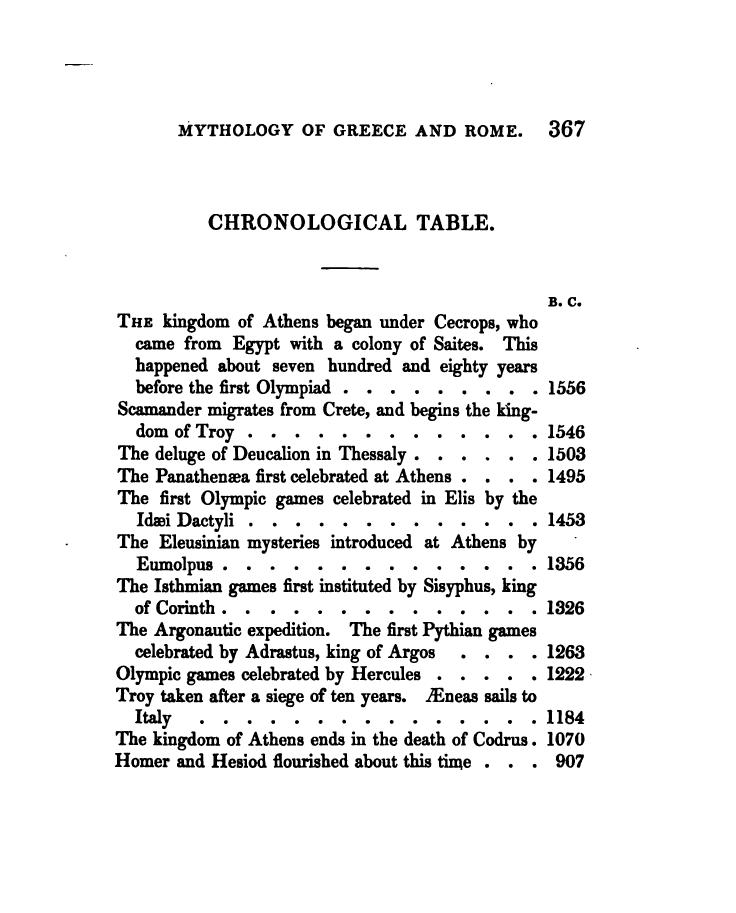 MYTHOLOGY OF GREECE AND ROME. 367
CHRONOLOGICAL TABLE.
B. C.
THE kingdom of Athens began under Cecrops, who
came from Egypt with a colony of Saites. This
happened about seven hundred and eighty years
before the first Olympiad . . . . . . . . . 1556
Scamander migrates from Crete, and begins the king-
dom of Troy . . . . . . . . . . . . . 1546
The deluge of Deucalion in Thessaly . . . . . . 1503
The Panathenæa first celebrated at Athens . . . . 1495
The first Olympic games celebrated in Elis by the
Idæi Dactyli . . . . . . . . . . . . . 1453
The Eleusinian mysteries introduced at Athens by
Eumolpus . . . . . . . . . . . . . . 1356
The Isthmian games first instituted by Sisyphus, king
of Corinth . . . . . . . . . . . . . . 1326
The Argonautic expedition. The first Pythian games
celebrated by Adrastus, king of Argos . . . . 1263
Olympic games celebrated by Hercules . . . . . 1222
Troy taken after a siege of ten years. Æneas sails to
Italy . . . . . . . . . . . . . . . 1184
The kingdom of Athens ends in the death of Codrus . 1070
Homer and Hesiod flourished about this time . . . 907